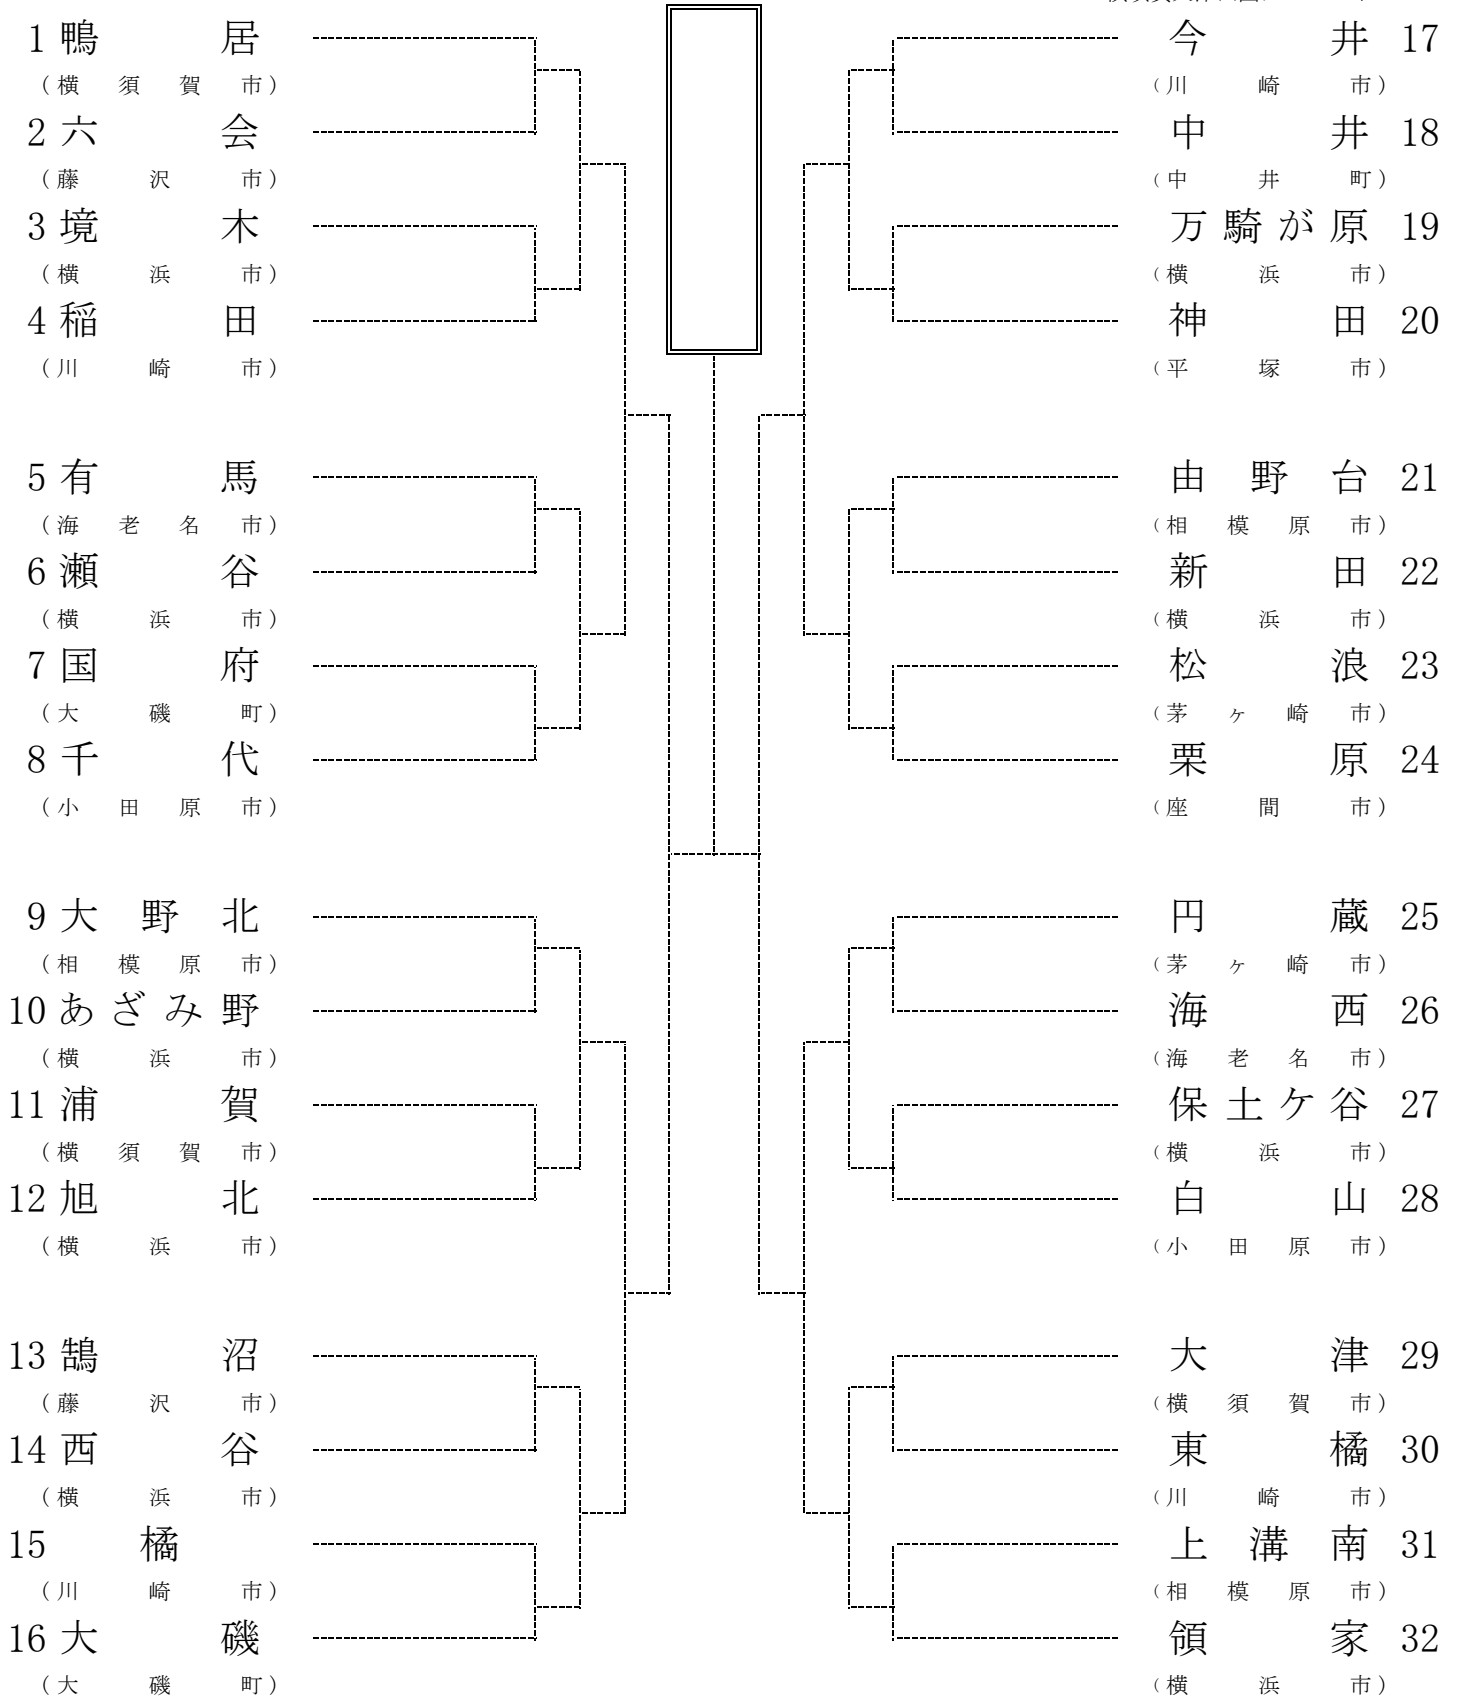 1 鴨居
(横須賀市)
2 六会
(藤沢市)
3 境木
(横浜市)
4 稲田
(川崎市)
5 有馬
(海老名市)
6 瀬谷
(横浜市)
7 国府
(大磯町)
8 千代
(小田原市)
9 大野北
(相模原市)
10 あざみ野
(横浜市)
11 浦賀
(横須賀市)
12 旭北
(横浜市)
13 鵠沼
(藤沢市)
14 西谷
(横浜市)
15 橘
(川崎市)
16 大磯
(大磯町)
今井 17
(川崎市)
中井 18
(中井町)
万騎が原 19
(横浜市)
神田 20
(平塚市)
由野台 21
(相模原市)
新田 22
(横浜市)
松浪 23
(茅ヶ崎市)
栗原 24
(座間市)
円蔵 25
(茅ヶ崎市)
海西 26
(海老名市)
保土ケ谷 27
(横浜市)
白山 28
(小田原市)
大津 29
(横須賀市)
東橘 30
(川崎市)
上溝南 31
(相模原市)
領家 32
(横浜市)